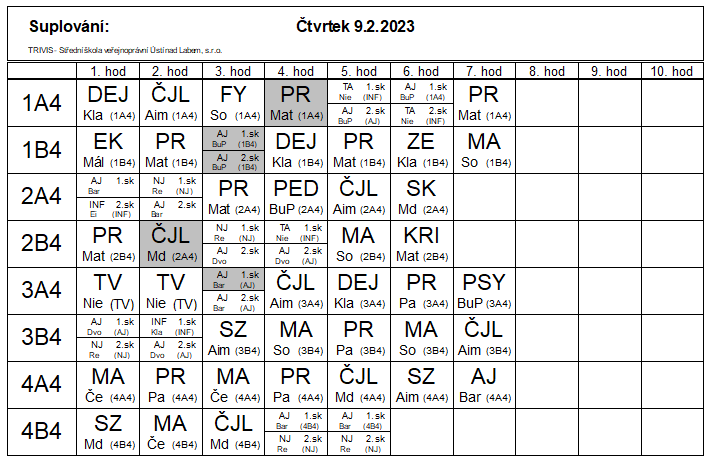 Suplování: Čtvrtek 9.2.2023
TRIVIS - Střední škola veřejnoprávní Ústí nad Labem, s.r.o.
1. hod 2. hod 3. hod 4. hod 5. hod 6. hod 7. hod 8. hod 9. hod 10. hod
1A4
DEJ
Kla (1A4)
ČJL
Aim (1A4)
FY
So (1A4)
PR
Mat (1A4)
TA 1.sk
Nie (INF)
AJ 2.sk
BuP (AJ)
AJ 1.sk
BuP (1A4)
TA 2.sk
Nie (INF)
PR
Mat (1A4)
1B4
EK
Mál (1B4)
PR
Mat (1B4)
AJ 1.sk
BuP (1B4)
AJ 2.sk
BuP (1B4)
DEJ
Kla (1B4)
PR
Mat (1B4)
ZE
Kla (1B4)
MA
So (1B4)
2A4
AJ 1.sk
Bar
INF 2.sk
Ei (INF)
NJ 1.sk
Re (NJ)
AJ 2.sk
Bar
PR
Mat (2A4)
PED
BuP (2A4)
ČJL
Aim (2A4)
SK
Md (2A4)
2B4
PR
Mat (2B4)
ČJL
Md (2A4)
NJ 1.sk
Re (NJ)
AJ 2.sk
Dvo
TA 1.sk
Nie (INF)
AJ 2.sk
Dvo (AJ)
MA
So (2B4)
KRI
Mat (2B4)
3A4
TV
Nie (TV)
TV
Nie (TV)
AJ 1.sk
Bar (AJ)
AJ 2.sk
Bar (AJ)
ČJL
Aim (3A4)
DEJ
Kla (3A4)
PR
Pa (3A4)
PSY
BuP (3A4)
3B4
AJ 1.sk
Dvo (AJ)
NJ 2.sk
Re (NJ)
INF 1.sk
Kla (INF)
AJ 2.sk
Dvo (AJ)
SZ
Aim (3B4)
MA
So (3B4)
PR
Pa (3B4)
MA
So (3B4)
ČJL
Aim (3B4)
4A4
MA
Če (4A4)
PR
Pa (4A4)
MA
Če (4A4)
PR
Pa (4A4)
ČJL
Md (4A4)
SZ
Aim (4A4)
AJ
Bar (4A4)
4B4
SZ
Md (4B4)
MA
Če (4B4)
ČJL
Md (4B4)
AJ 1.sk
Bar (4B4)
NJ 2.sk
Re (NJ)
AJ 1.sk
Bar (4B4)
NJ 2.sk
Re (NJ)